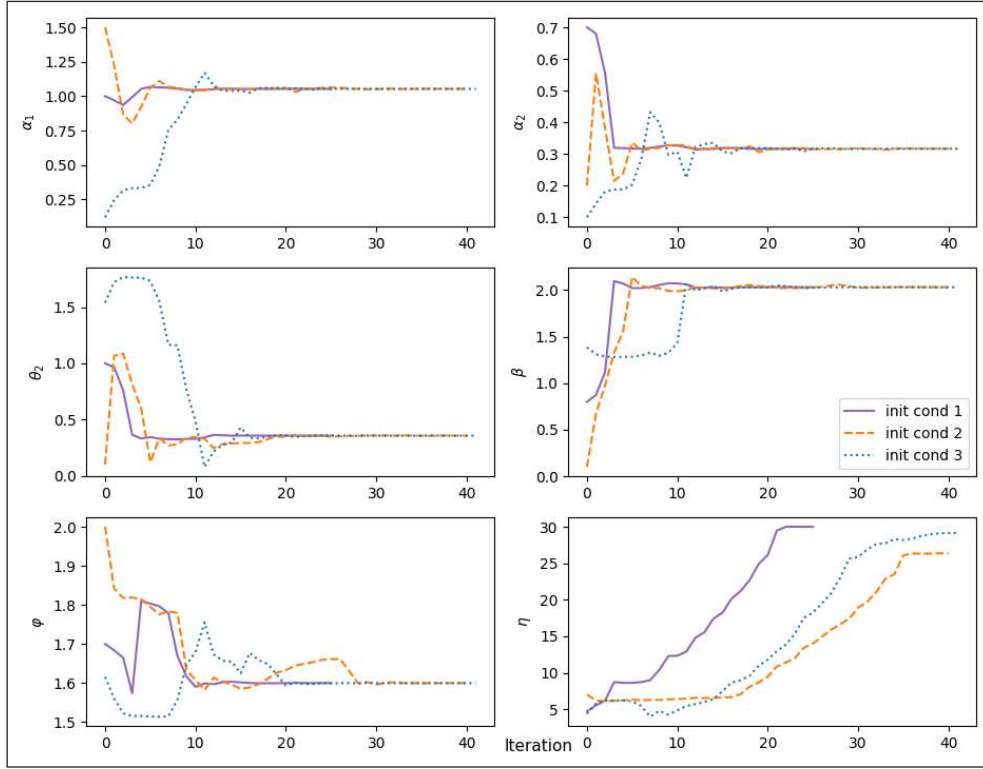 1.50
1.25
1.00
0.75
0.50
0.25
α1
0 10 20 30 40
0.7
0.6
0.5
0.4
0.3
0.2
0.1
α2
0 10 20 30 40
1.5
1.0
0.5
0.0
θ2
0 10 20 30 40
2.0
1.5
1.0
0.5
0.0
β
init cond 1
init cond 2
init cond 3
0 10 20 30 40
2.0
1.9
1.8
1.7
1.6
1.5
φ
0 10 20 30 40
30
25
20
15
10
5
η
0 10 20 30 40
Iteration